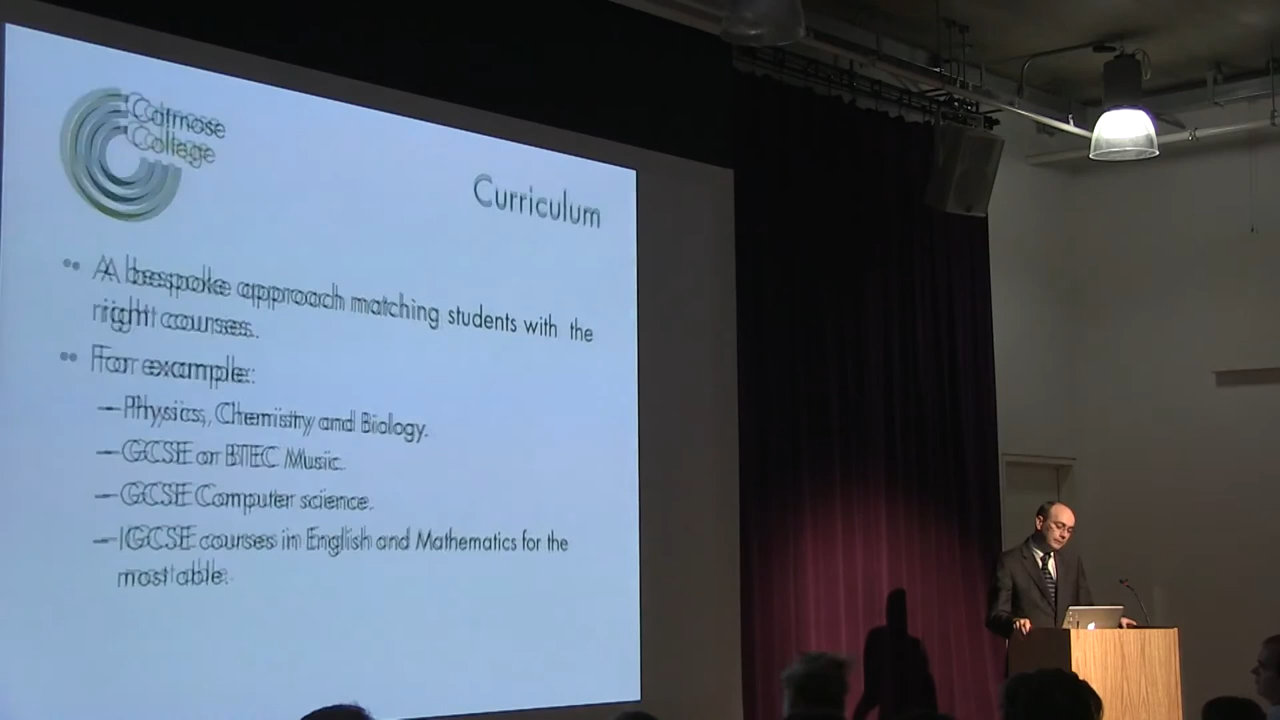 Catmose
College
Curriculum
•A bespoke approach matching students with the
right courses.
•For example:
–Physics, Chemistry and Biology.
–GCSE or BTEC Music.
–GCSE Computer science.
–IGCSE courses in English and Mathematics for the
most able.